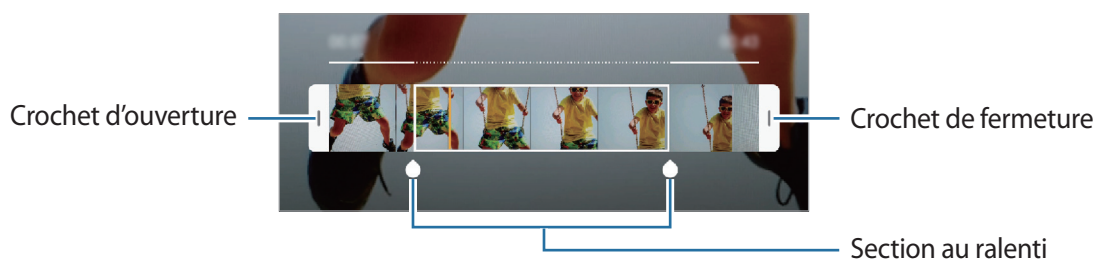 Crochet d'ouverture
Crochet de fermeture
Section au ralenti